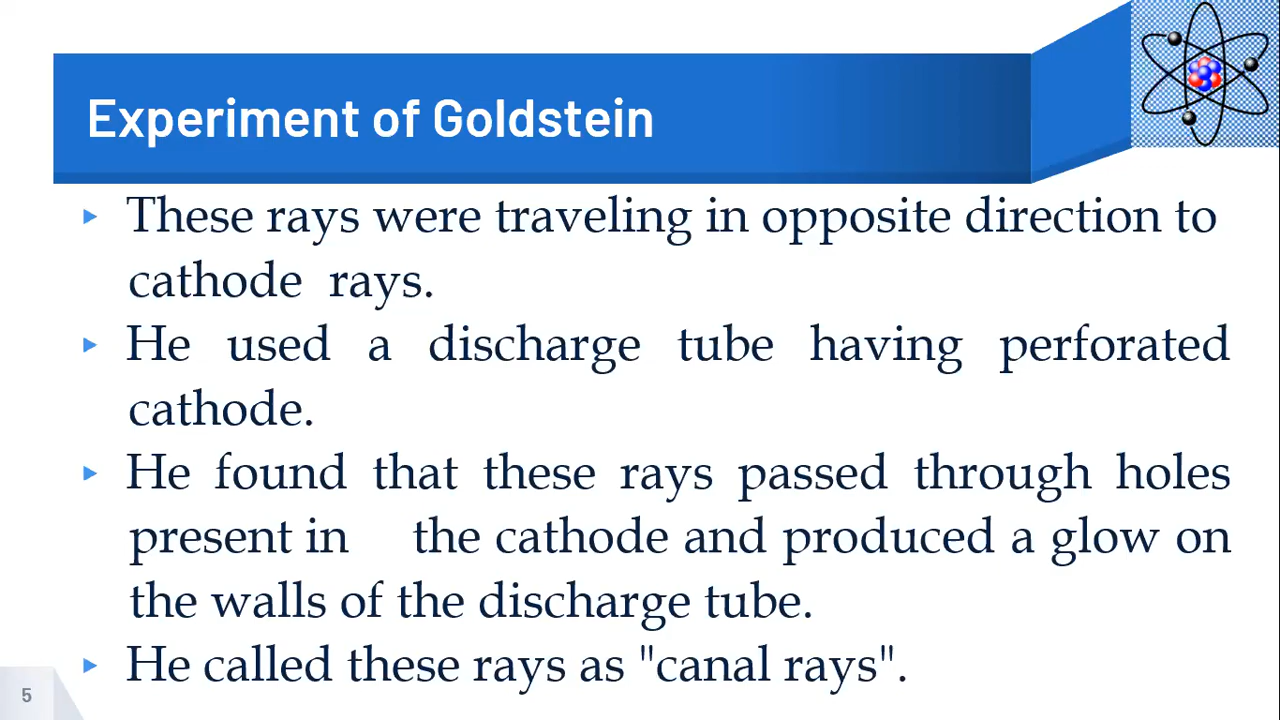 Experiment of Goldstein
These rays were traveling in opposite direction to
cathode rays.
He used a discharge tube having perforated
cathode.
He found that these rays passed through holes
present in the cathode and produced a glow on
the walls of the discharge tube.
He called these rays as "canal rays".
5